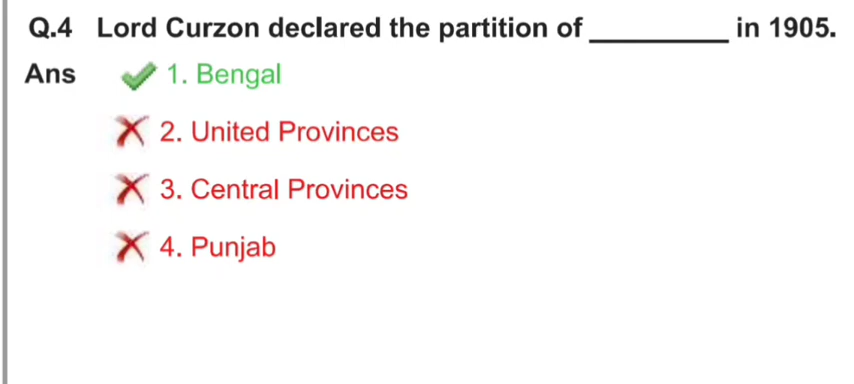 Q.4 Lord Curzon declared the partition of _________ in 1905.
Ans 1. Bengal
2. United Provinces
3. Central Provinces
4. Punjab